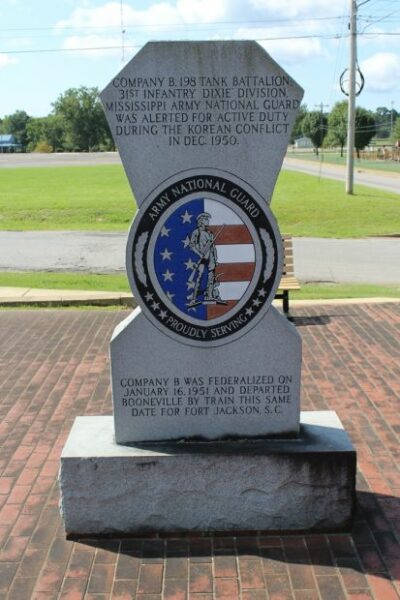 COMPANY B, 198 TANK BATTALION,
31ST INFANTRY DIXIE DIVISION,
MISSISSIPPI ARMY NATIONAL GUARD
WAS ALERTED FOR ACTIVE DUTY
DURING THE KOREAN CONFLICT
IN DEC. 1950.
ARMY NATIONAL GUARD
PROUDLY SERVING
COMPANY B WAS FEDERALIZED ON
JANUARY 16, 1951 AND DEPARTED
BOONEVILLE BY TRAIN THIS SAME
DATE FOR FORT JACKSON, S.C.